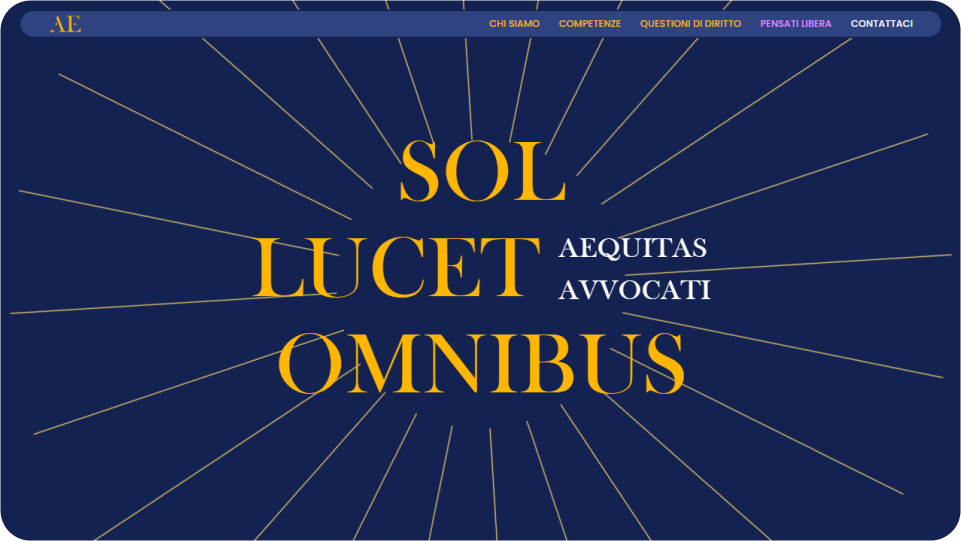 AE
CHI SIAMO
COMPETENZE
QUESTIONI DI DIRITTO
PENSATI LIBERA
CONTATTACI
SOL
LUCET
AEQUITAS
AVVOCATI
OMNIBUS